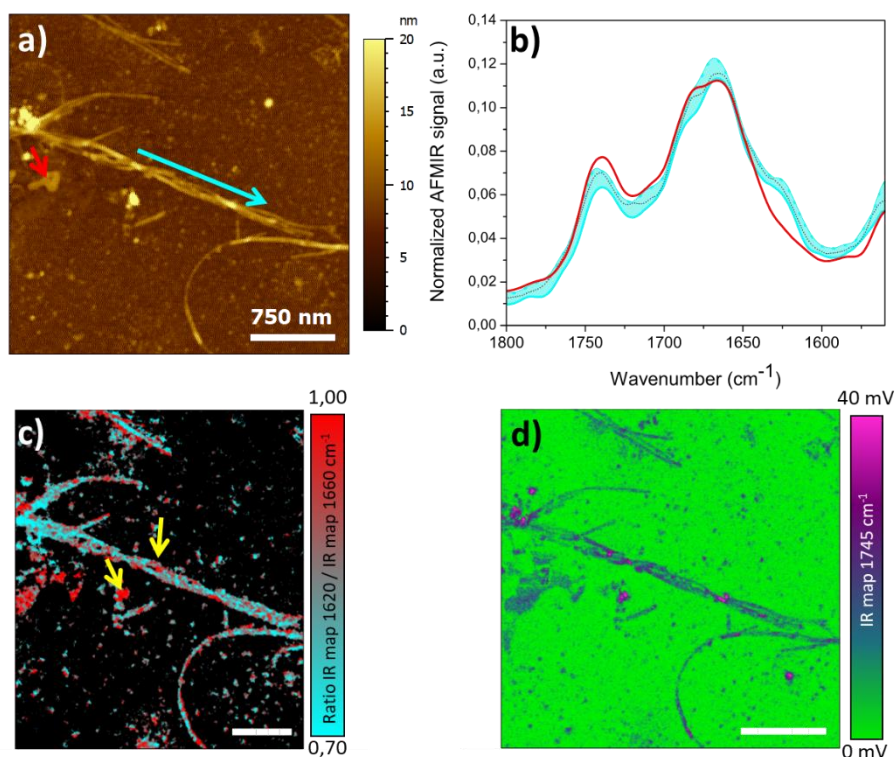 a)
750 nm
nm
20
15
10
5
0
b)
Normalized AFMIR signal (a.u.)
0,14
0,12
0,10
0,08
0,06
0,04
0,02
0,00
1800 1750 1700 1650 1600
Wavenumber (cm-1)
c)
1,00
Ratio IR map 1620 / IR map 1660 cm-1
0,70
d)
40 mV
IR map 1745 cm-1
0 mV